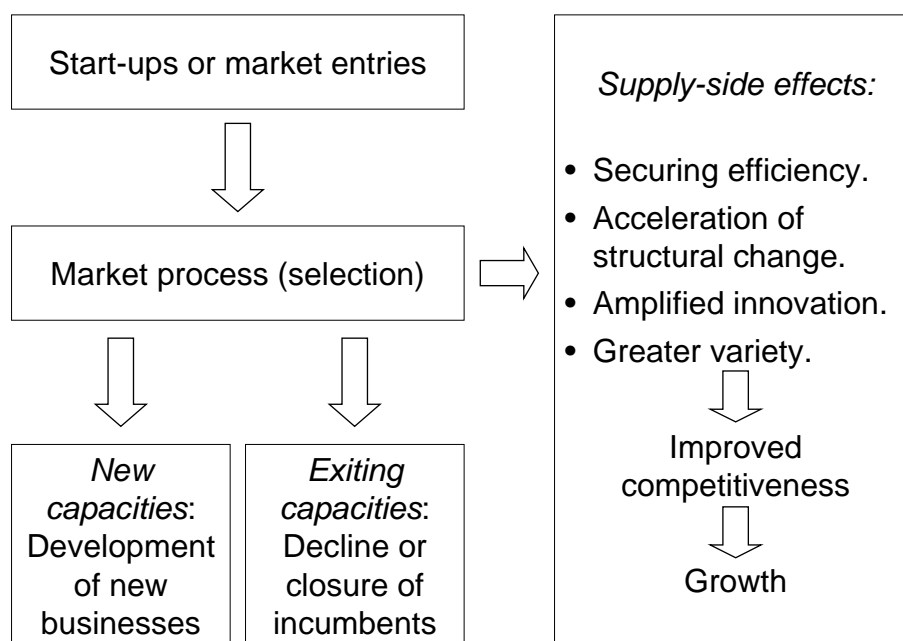 Start-ups or market entries
Market process (selection)
New
capacities:
Development
of new
businesses
Exiting
capacities:
Decline or
closure of
incumbents
Supply-side effects:
• Securing efficiency.
• Acceleration of
structural change.
• Amplified innovation.
• Greater variety.
Improved
competitiveness
Growth